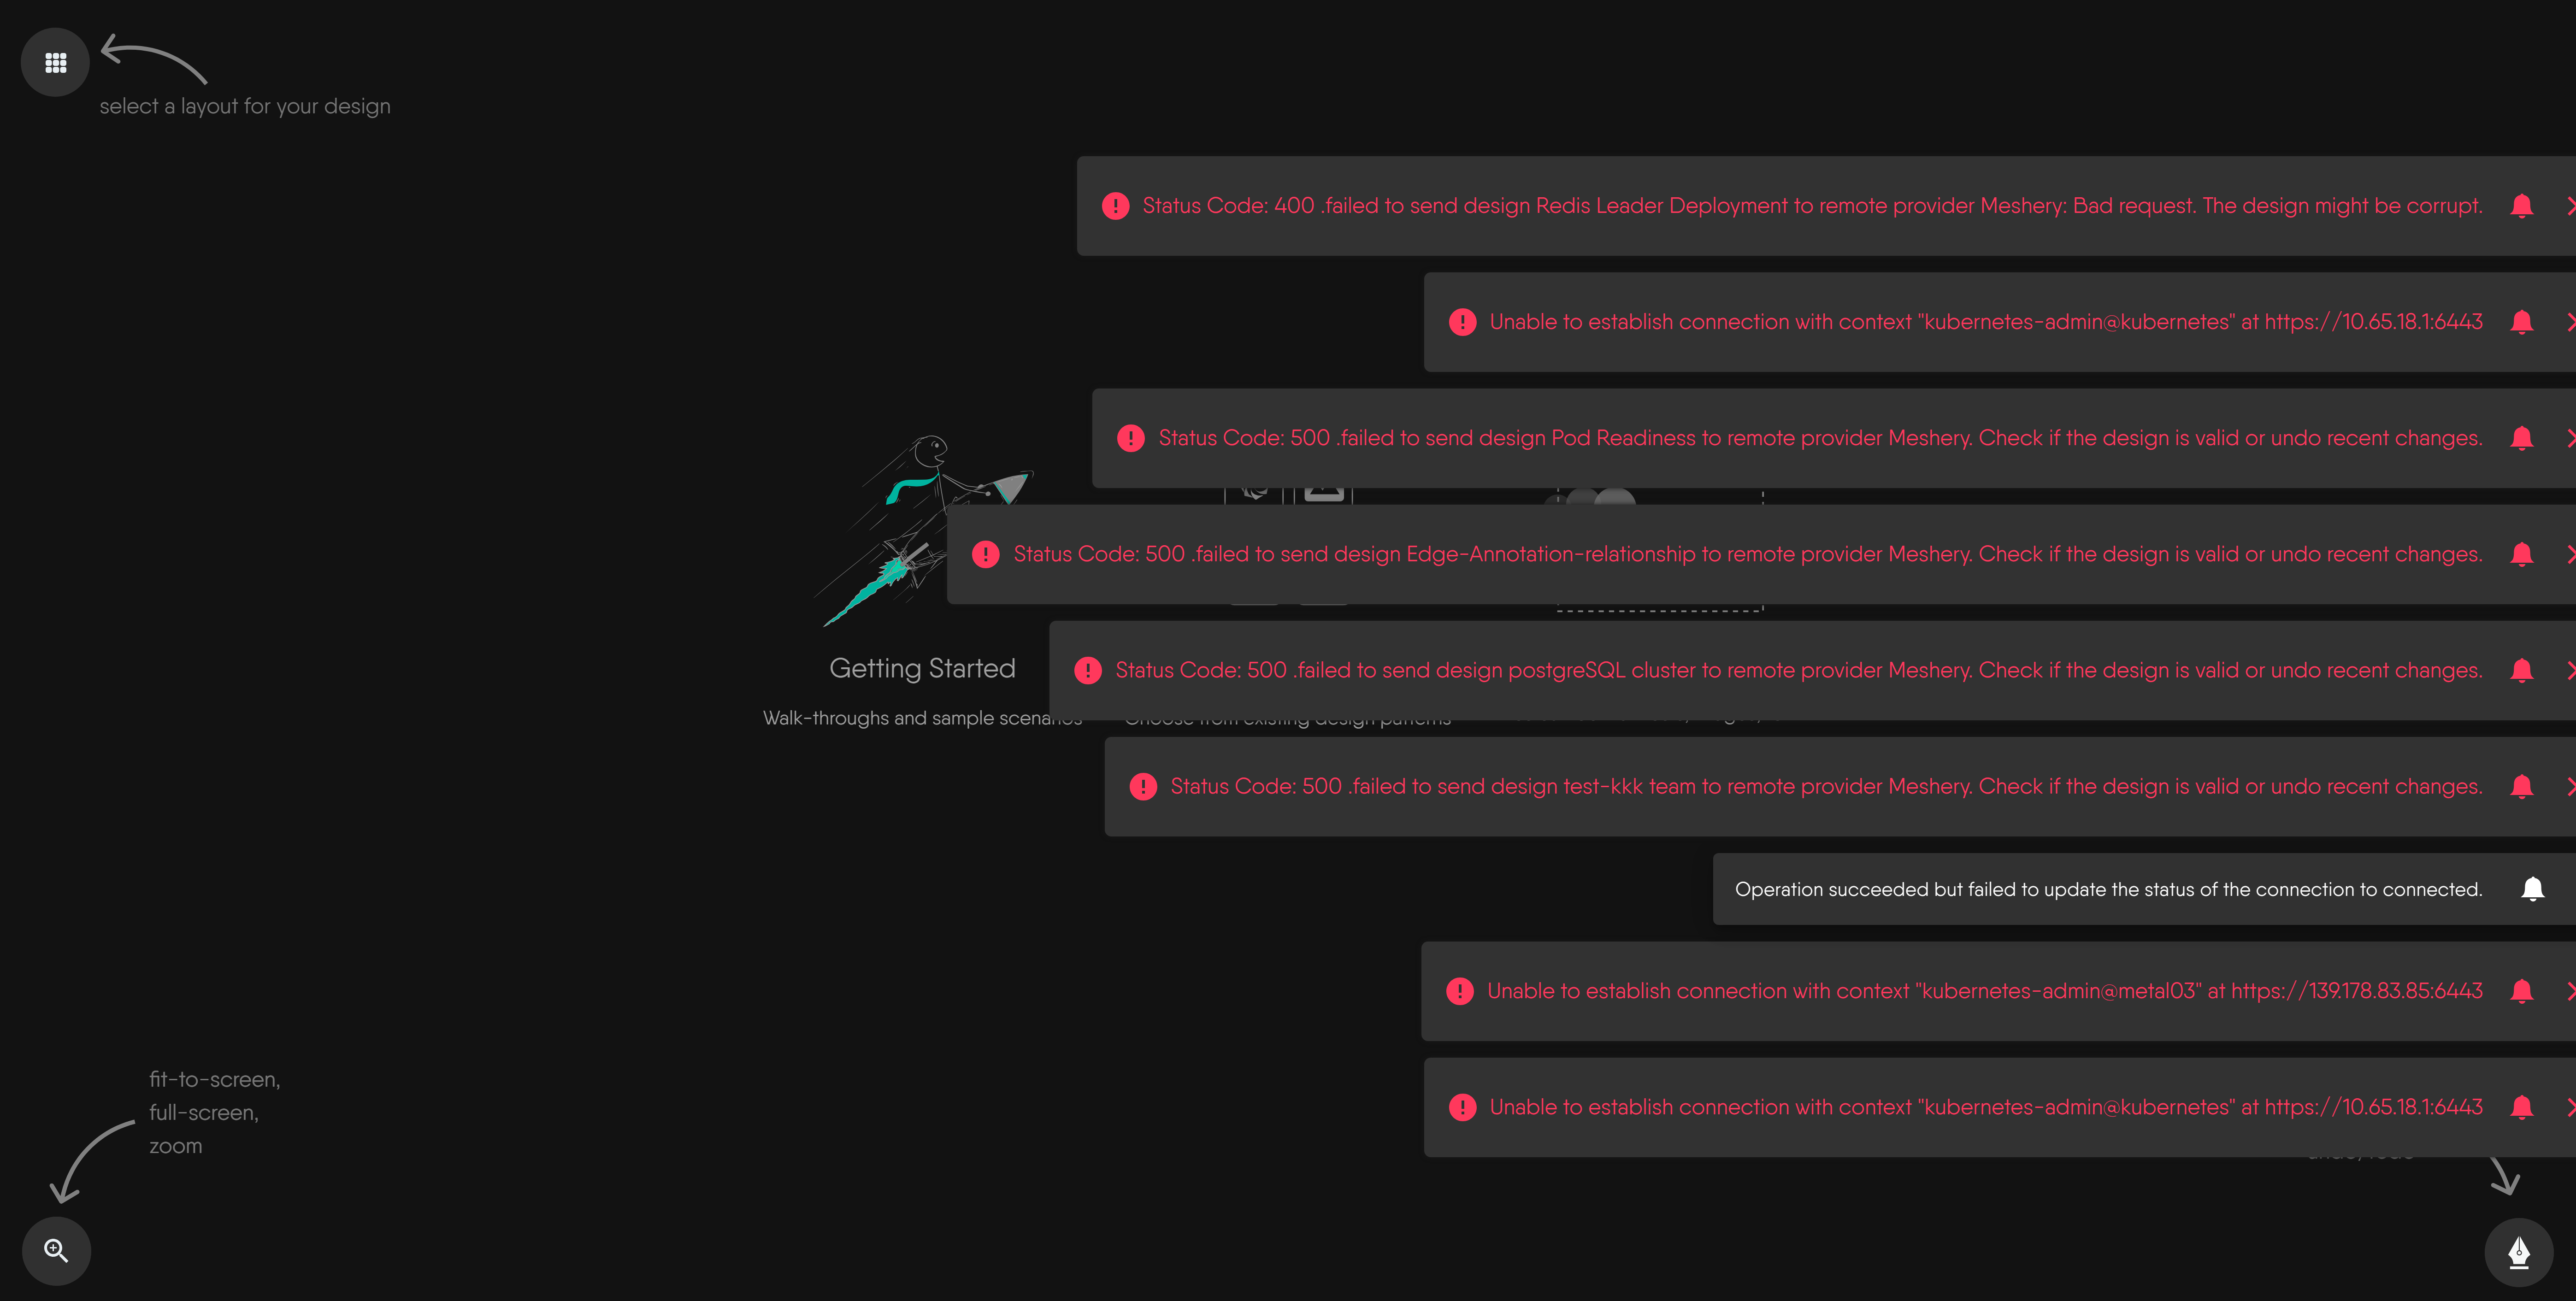 select a layout for your design
Status Code: 400 .failed to send design Redis Leader Deployment to remote provider Meshery: Bad request. The design might be corrupt.
Unable to establish connection with context "kubernetes-admin@kubernetes" at https://10.65.18.1:6443
Status Code: 500 .failed to send design Pod Readiness to remote provider Meshery. Check if the design is valid or undo recent changes.
Status Code: 500 .failed to send design Edge-Annotation-relationship to remote provider Meshery. Check if the design is valid or undo recent changes.
Getting Started
Status Code: 500 .failed to send design postgreSQL cluster to remote provider Meshery. Check if the design is valid or undo recent changes.
Walk-throughs and sample scenarios
Choose from existing design patterns
Status Code: 500 .failed to send design test-kkk team to remote provider Meshery. Check if the design is valid or undo recent changes.
Operation succeeded but failed to update the status of the connection to connected.
Unable to establish connection with context "kubernetes-admin@metal03" at https://139.178.83.85:6443
Unable to establish connection with context "kubernetes-admin@kubernetes" at https://10.65.18.1:6443
fit-to-screen,
full-screen,
zoom